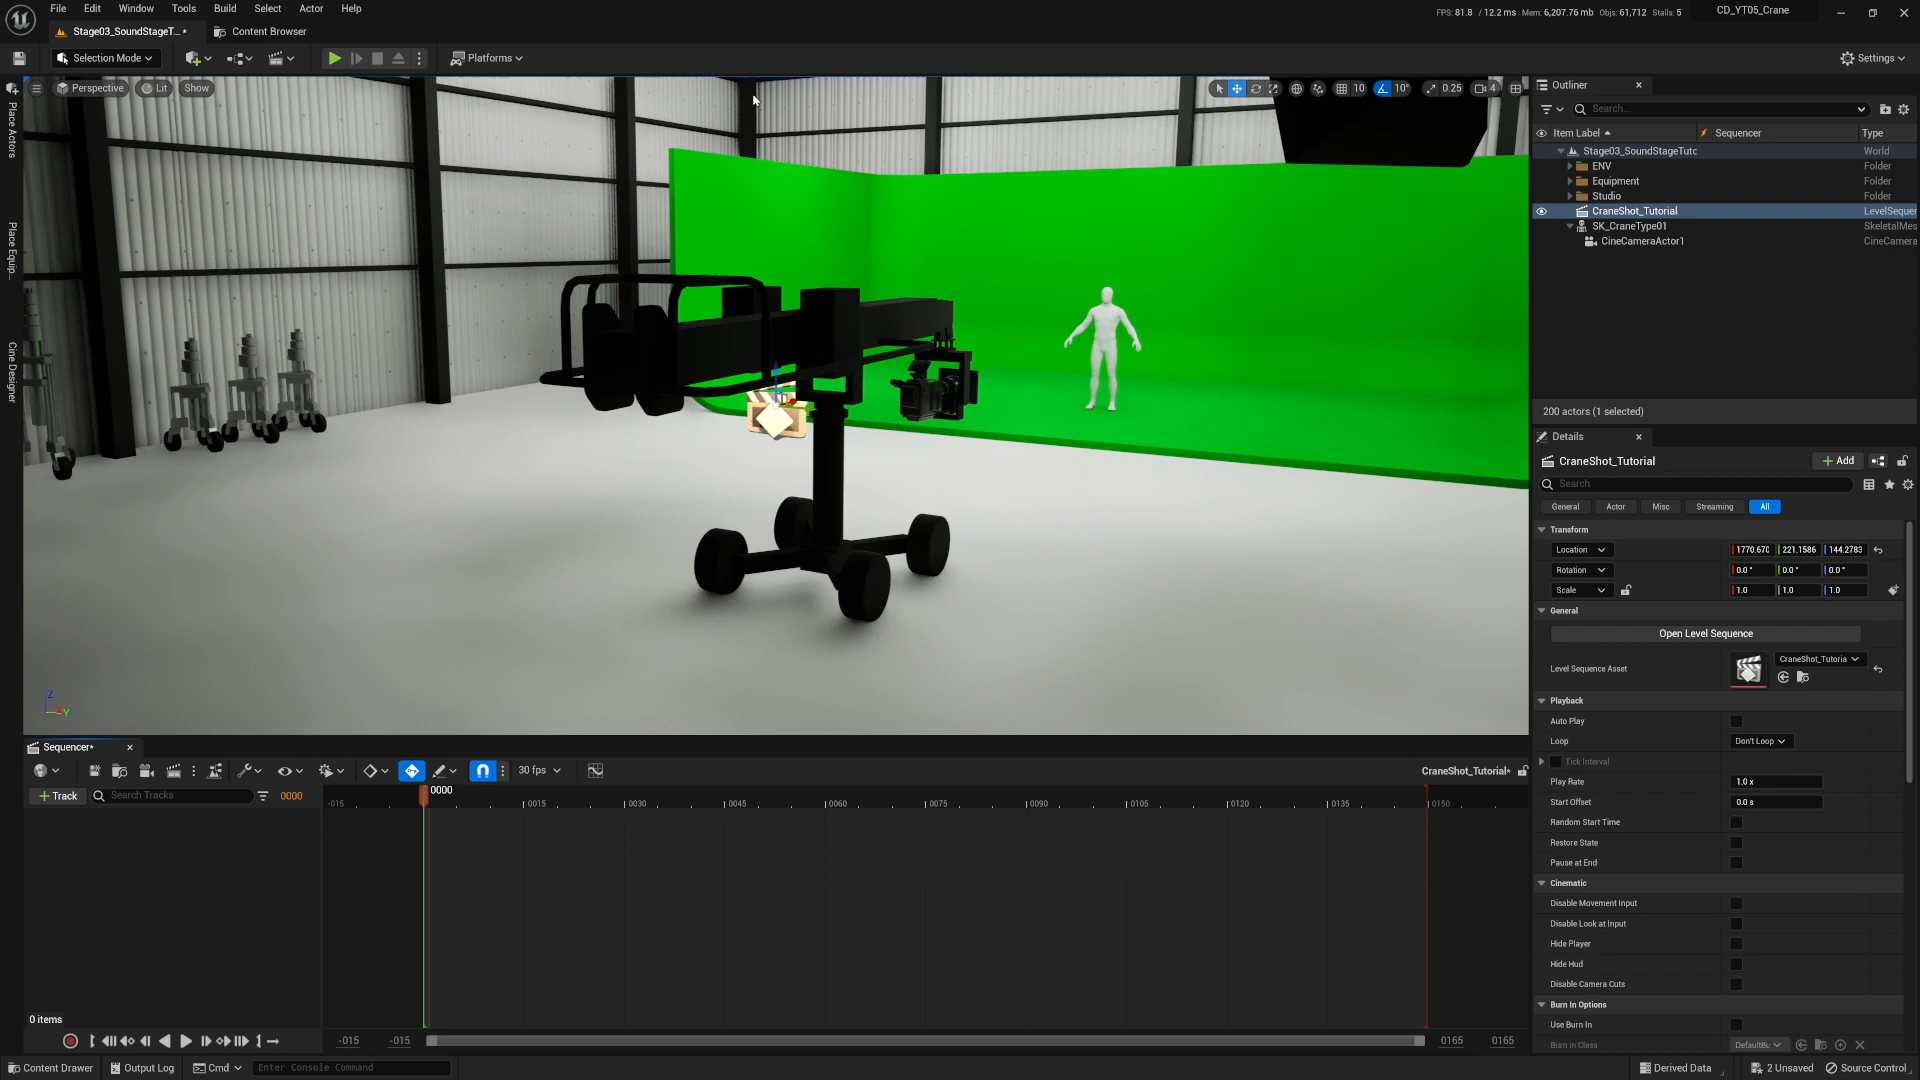 File Edit Window Tools Build Select Actor Help
FPS: 81.8 / 12.2 ms Mem: 6,207.76 mb Objs: 61,712 Stalls: 5
CD_YT05_Crane
Stage03_SoundStageT... •
Content Browser
Selection Mode
Platforms
Settings
Perspective
Lit
Show
10
10°
0.25
4
Place Actors
Place Equip...
Cine Designer
Outliner
Search...
Item Label
Sequencer
Type
Stage03_SoundStageTutc World
ENV Folder
Equipment Folder
Studio Folder
CraneShot_Tutorial LevelSequer
SK_CraneType01 SkeletalMes
CineCameraActor1 CineCamera
200 actors (1 selected)
Details
CraneShot_Tutorial
Add
Search
General Actor Misc Streaming All
Transform
Location 1770.67( 221.1586 144.2783
Rotation 0.0 ° 0.0 ° 0.0 °
Scale 1.0 1.0 1.0
General
Open Level Sequence
Level Sequence Asset
CraneShot_Tutoria
Playback
Auto Play
Loop Don't Loop
Tick Interval
Play Rate 1.0 x
Start Offset 0.0 s
Random Start Time
Restore State
Pause at End
Cinematic
Disable Movement Input
Disable Look at Input
Hide Player
Hide Hud
Disable Camera Cuts
Burn In Options
Use Burn In
Burn in Class DefaultBu
Z
Y
Sequencer*
30 fps
CraneShot_Tutorial*
Track
Search Tracks
0000
0000
-015 0015 0030 0045 0060 0075 0090 0105 0120 0135 0150
0 items
-015 -015 0165 0165
Content Drawer
Output Log
Cmd
Enter Console Command
Derived Data
2 Unsaved
Source Control